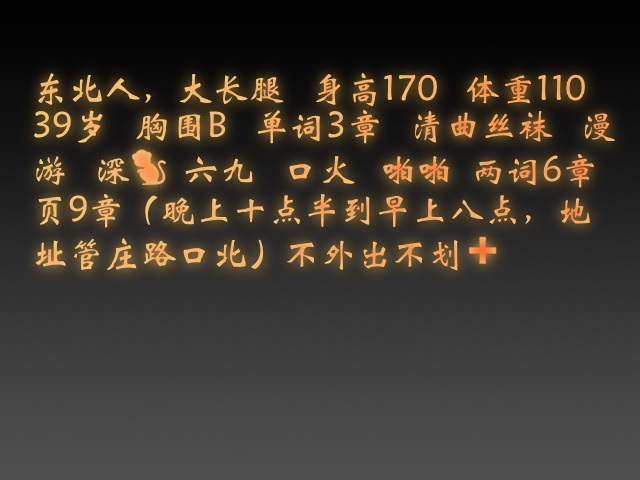 东北人，大长腿 身高170 体重110
39岁 胸围B 单词3章 清曲丝袜 漫
游 深🐒 六九 口火 啪啪 两词6章
页9章（晚上十点半到早上八点，地
址管庄路口北）不外出不划➕